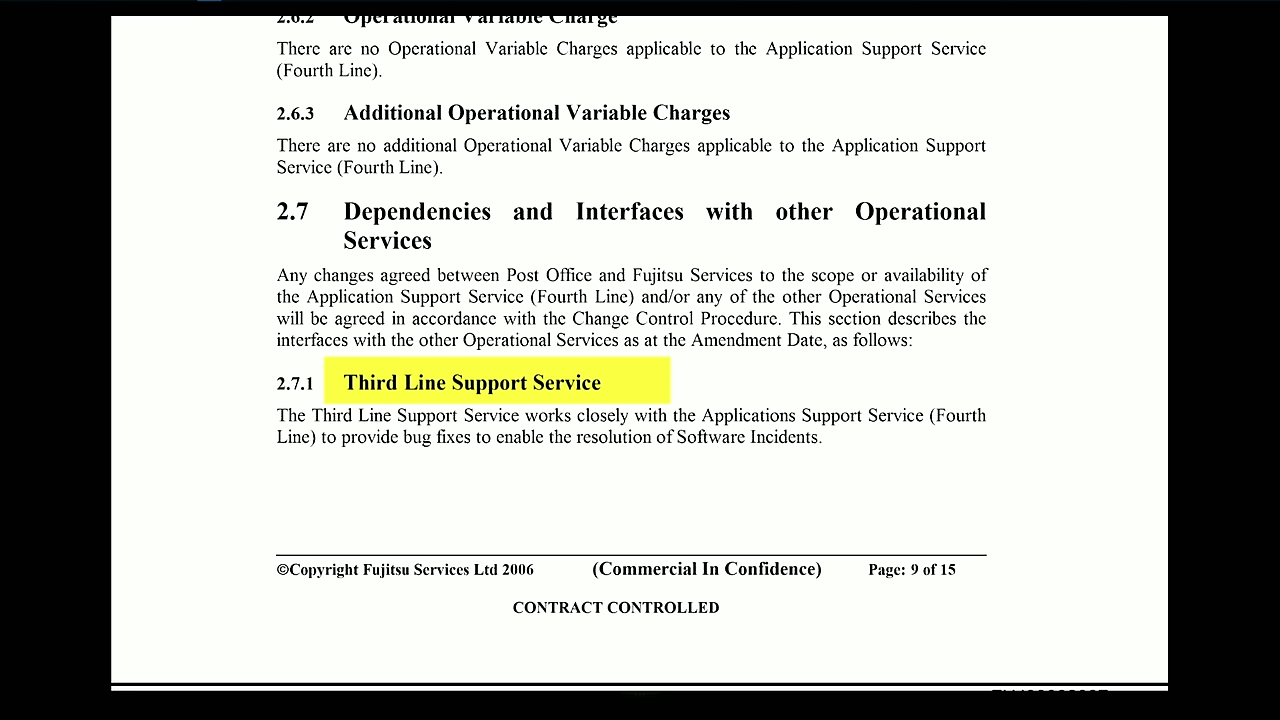 2.6.2 Operational Variable Charge
There are no Operational Variable Charges applicable to the Application Support Service
(Fourth Line).
2.6.3 Additional Operational Variable Charges
There are no additional Operational Variable Charges applicable to the Application Support
Service (Fourth Line).
2.7 Dependencies and Interfaces with other Operational
Services
Any changes agreed between Post Office and Fujitsu Services to the scope or availability of
the Application Support Service (Fourth Line) and/or any of the other Operational Services
will be agreed in accordance with the Change Control Procedure. This section describes the
interfaces with the other Operational Services as at the Amendment Date, as follows:
2.7.1 Third Line Support Service
The Third Line Support Service works closely with the Applications Support Service (Fourth
Line) to provide bug fixes to enable the resolution of Software Incidents.
©Copyright Fujitsu Services Ltd 2006 (Commercial In Confidence) Page: 9 of 15
CONTRACT CONTROLLED